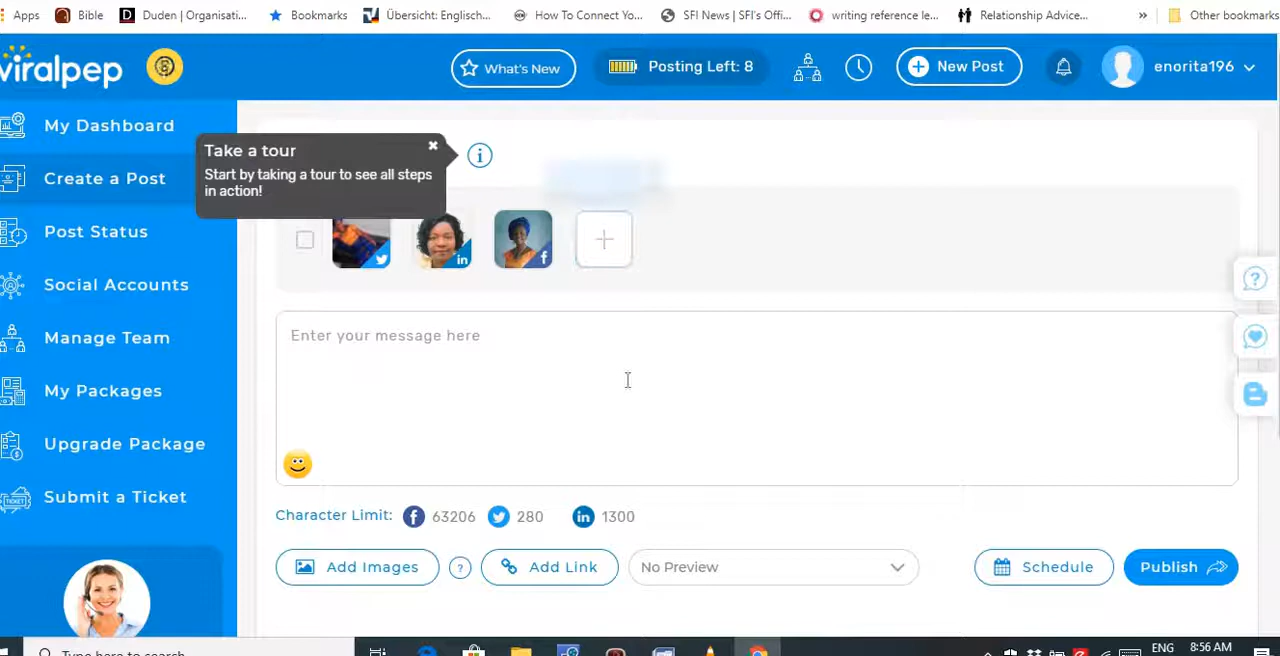 Apps Bible Duden | Organisati... Bookmarks Übersicht: Englisch... How To Connect Yo... SFI News | SFI's Offi... writing reference le... Relationship Advice... » Other bookmarks
viralpep What's New Posting Left: 8 New Post enorita196
My Dashboard
Take a tour
Start by taking a tour to see all steps
in action!
Create a Post
Post Status
Social Accounts
Manage Team
My Packages
Upgrade Package
Submit a Ticket
Enter your message here
Character Limit: 63206 280 1300
Add Images ? Add Link No Preview Schedule Publish
Type here to search ENG 8:56 AM